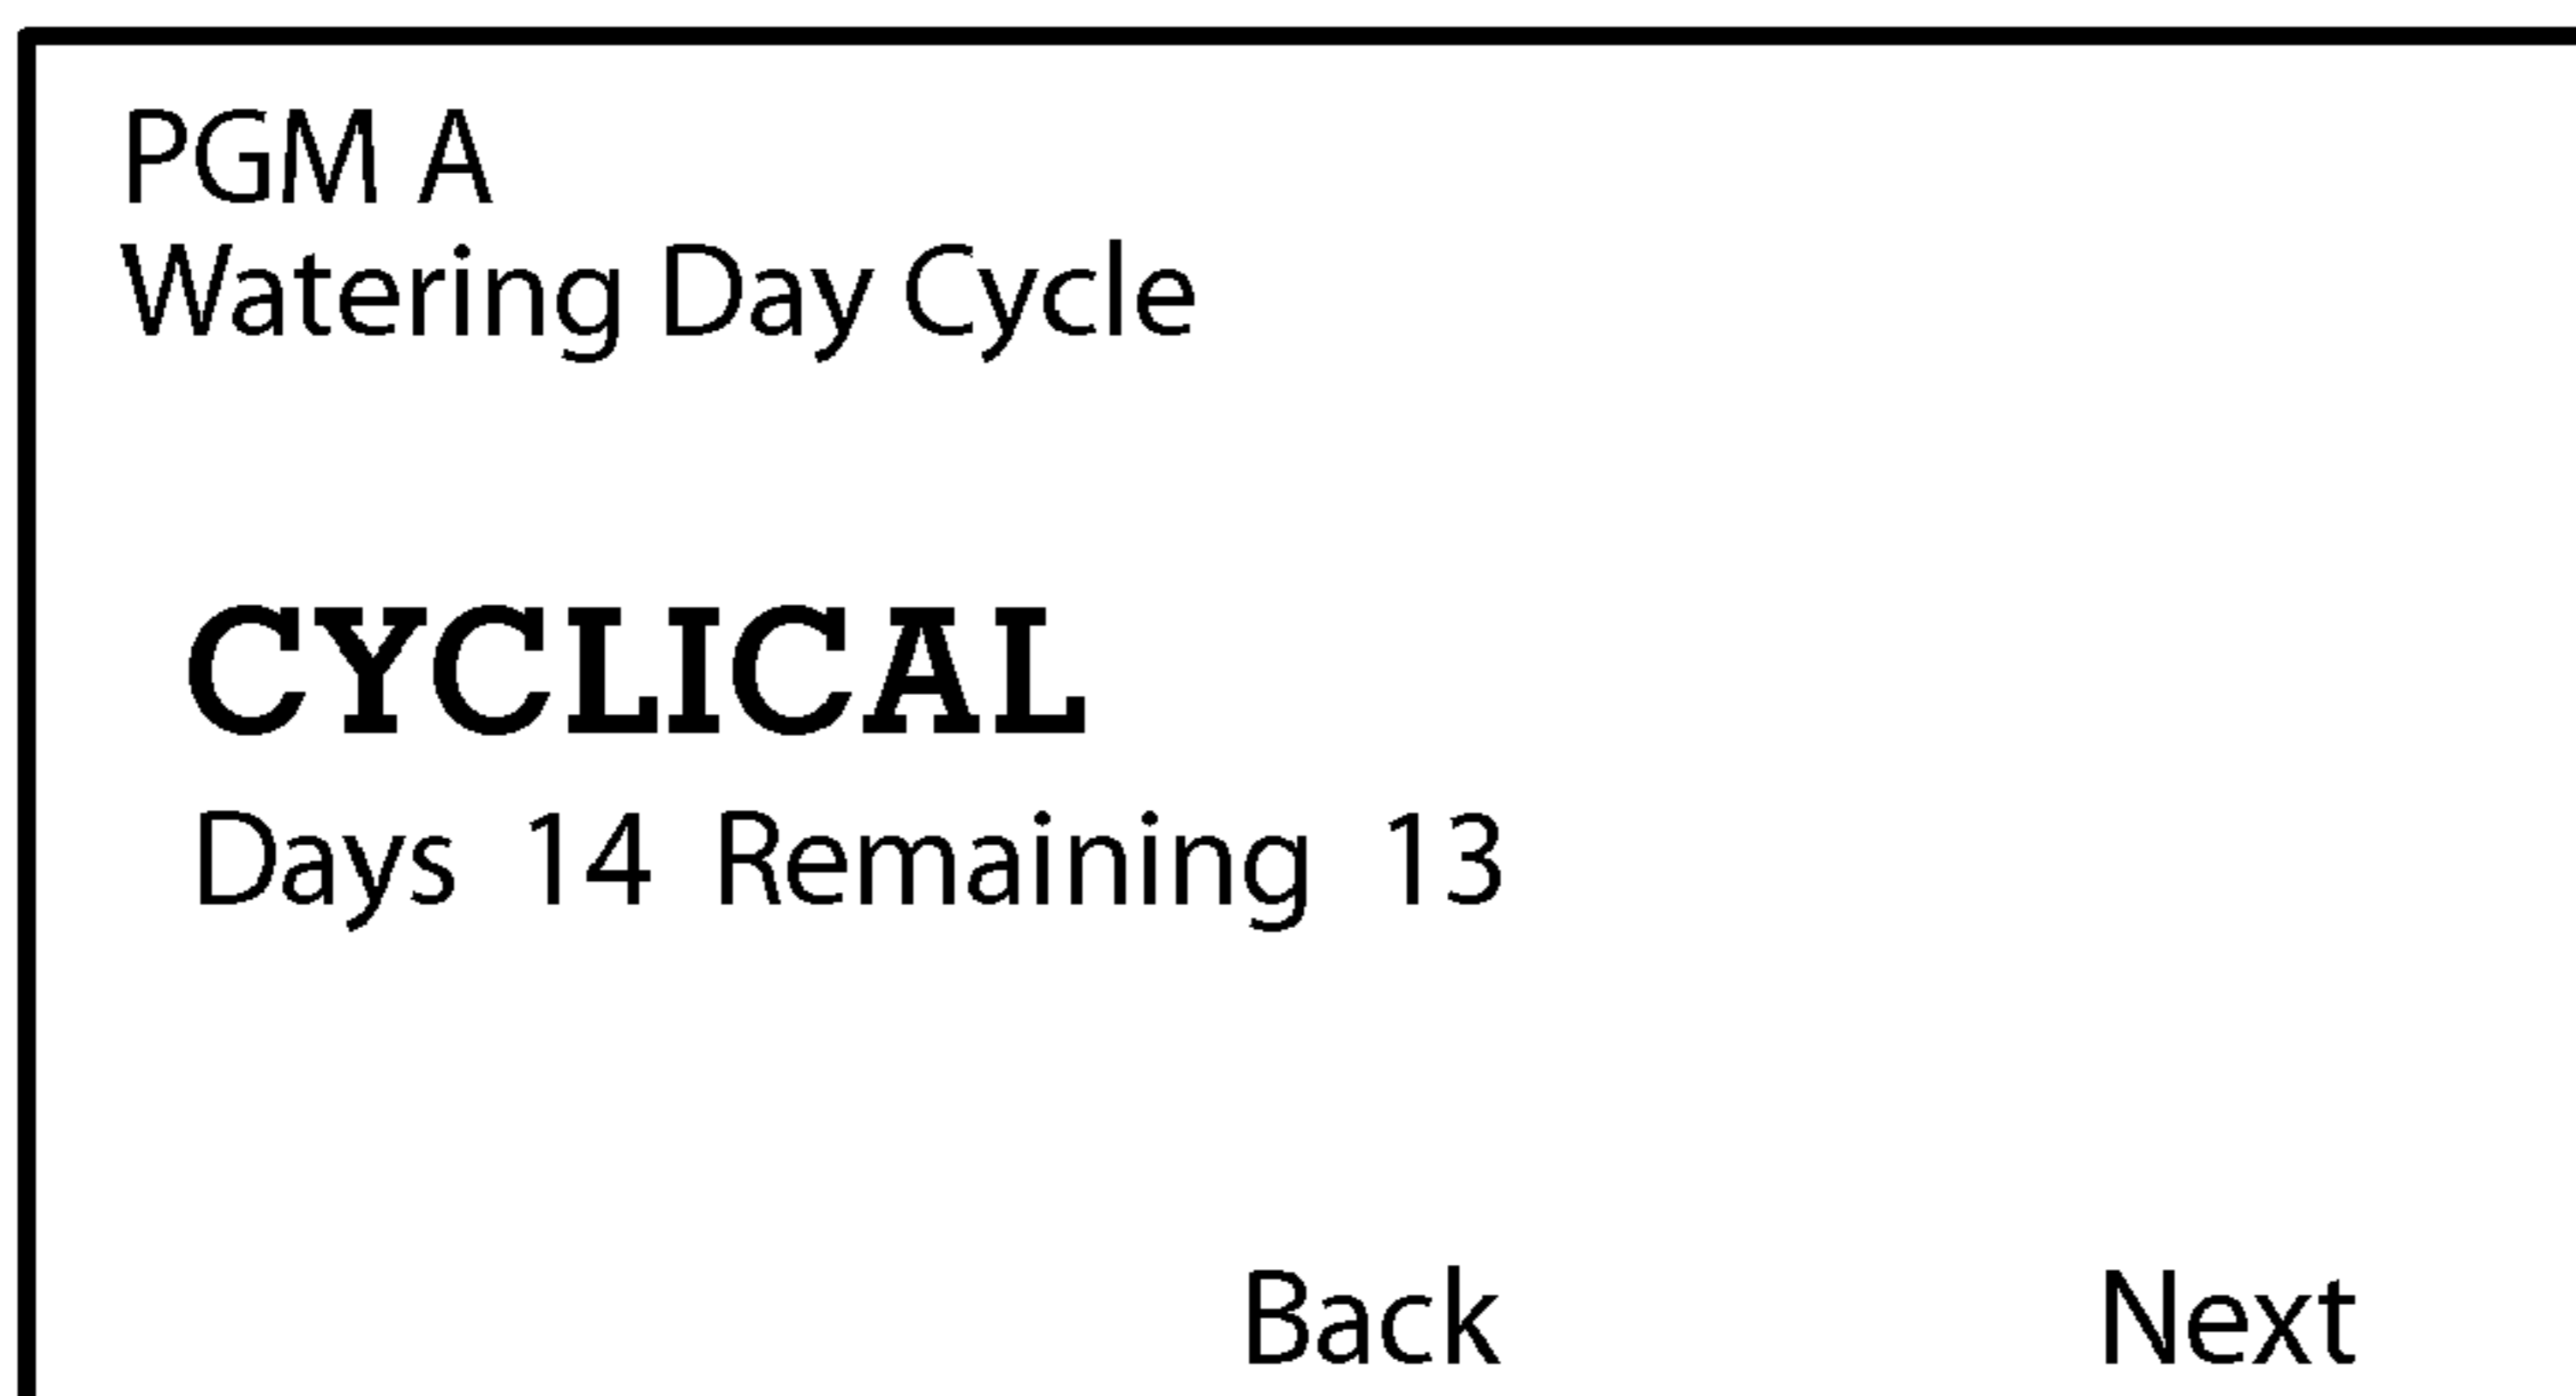 PGM A
Watering Day Cycle
CYCLICAL
Days 14 Remaining 13
Back Next